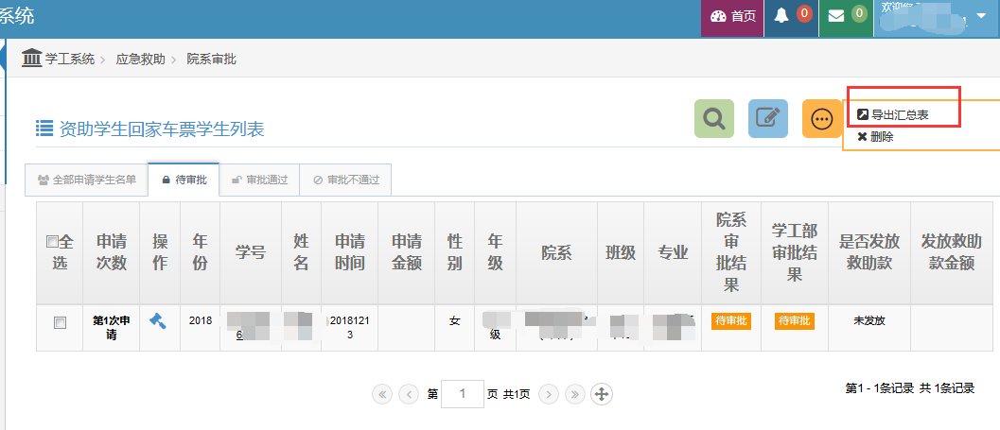 系统
首页
0
0
欢迎您
学工系统 > 应急救助 > 院系审批
导出汇总表
删除
资助学生回家车票学生列表
全部申请学生名单
待审批
审批通过
审批不通过
全选
申请次数
操作
年份
学号
姓名
申请时间
申请金额
性别
年级
院系
班级
专业
院系审批结果
学工部审批结果
是否发放救助款
发放救助款金额
第1次申请
2018
6
20181213
女
级
待审批
待审批
未发放
第 1 页 共1页
第1 - 1条记录 共 1条记录